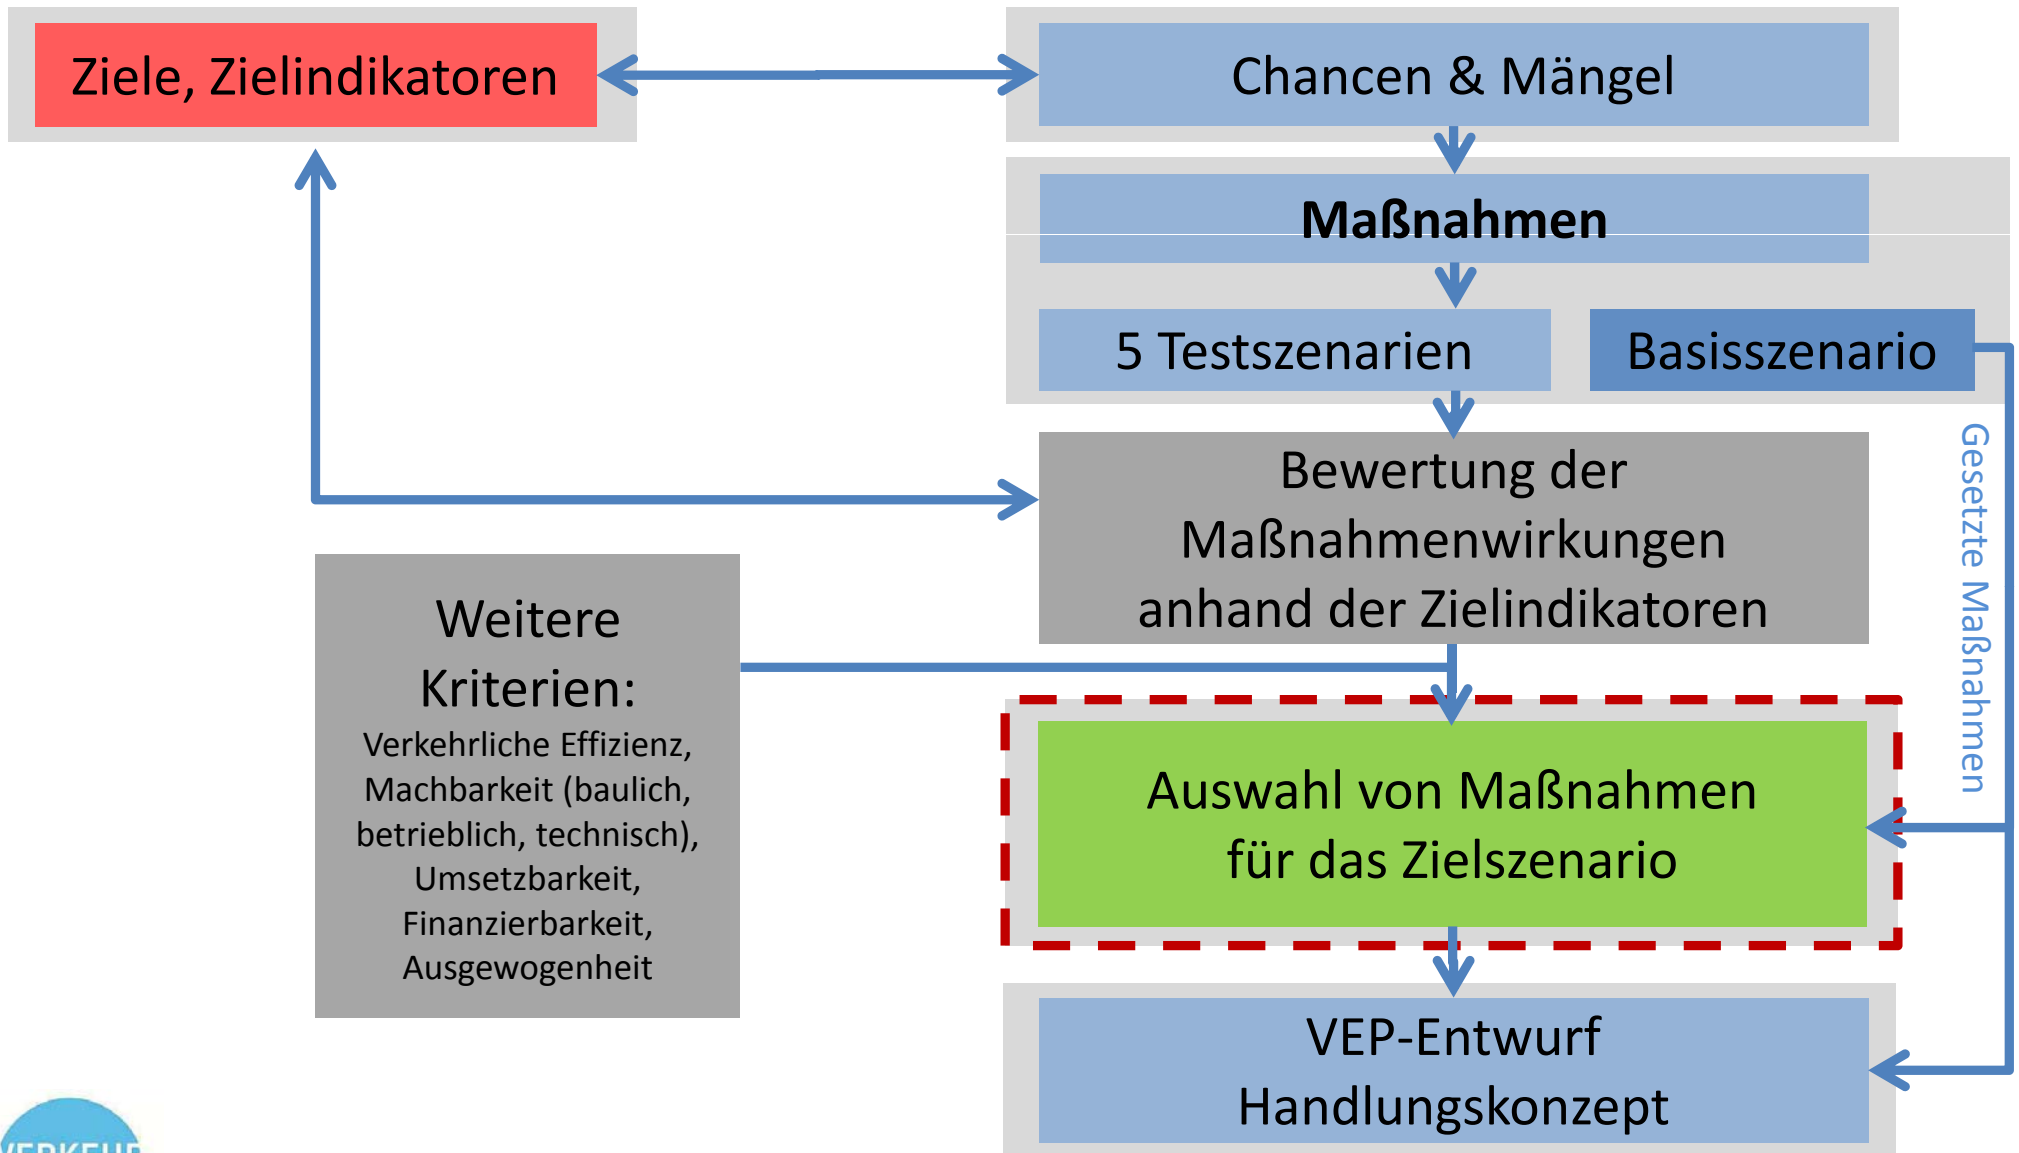 Ziele, Zielindikatoren
Chancen & Mängel
Maßnahmen
5 Testszenarien
Basisszenario
Gesetzte Maßnahmen
Bewertung der
Maßnahmenwirkungen
anhand der Zielindikatoren
Weitere
Kriterien:
Verkehrliche Effizienz,
Machbarkeit (baulich,
betrieblich, technisch),
Umsetzbarkeit,
Finanzierbarkeit,
Ausgewogenheit
Auswahl von Maßnahmen
für das Zielszenario
VEP-Entwurf
Handlungskonzept